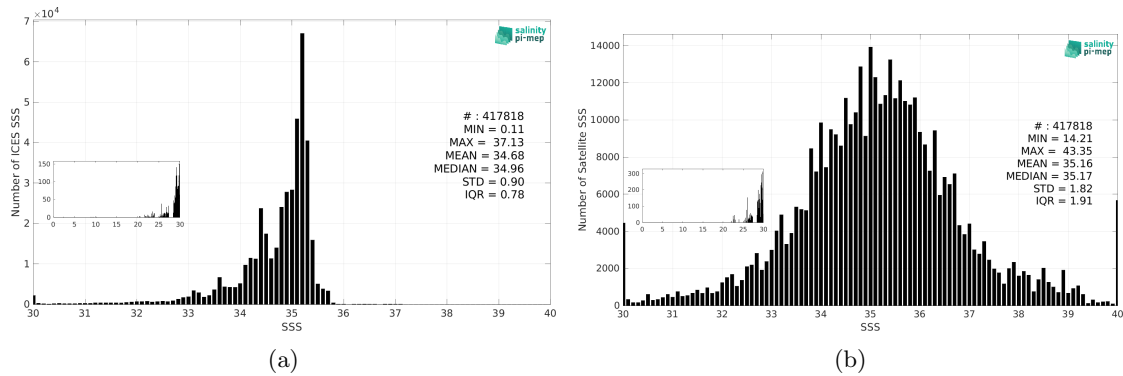 ×10⁴
7
6
5
4
3
2
1
0
Number of ICES SSS
salinity
pi-mep
# : 417818
MIN = 0.11
MAX = 37.13
MEAN = 34.68
MEDIAN = 34.96
STD = 0.90
IQR = 0.78
150
100
50
0
0 5 10 15 20 25 30
30 31 32 33 34 35 36 37 38 39 40
SSS
(a)
14000
12000
10000
8000
6000
4000
2000
0
Number of Satellite SSS
salinity
pi-mep
# : 417818
MIN = 14.21
MAX = 43.35
MEAN = 35.16
MEDIAN = 35.17
STD = 1.82
IQR = 1.91
300
200
100
0
0 5 10 15 20 25 30
30 31 32 33 34 35 36 37 38 39 40
SSS
(b)